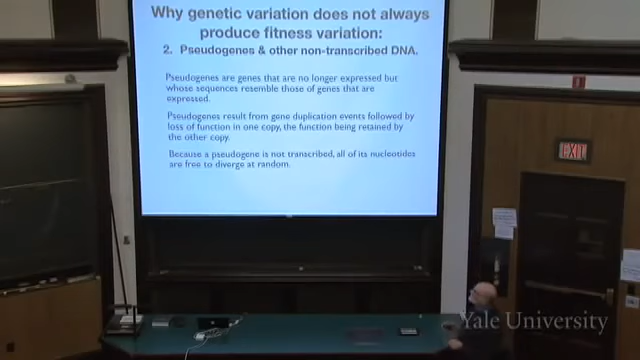 Why genetic variation does not always
produce fitness variation:
2. Pseudogenes & other non-transcribed DNA.
Pseudogenes are genes that are no longer expressed but
whose sequences resemble those of genes that are
expressed.
Pseudogenes result from gene duplication events followed by
loss of function in one copy, the function being retained by
the other copy.
Because a pseudogene is not transcribed, all of its nucleotides
are free to diverge at random.
EXIT
Yale University